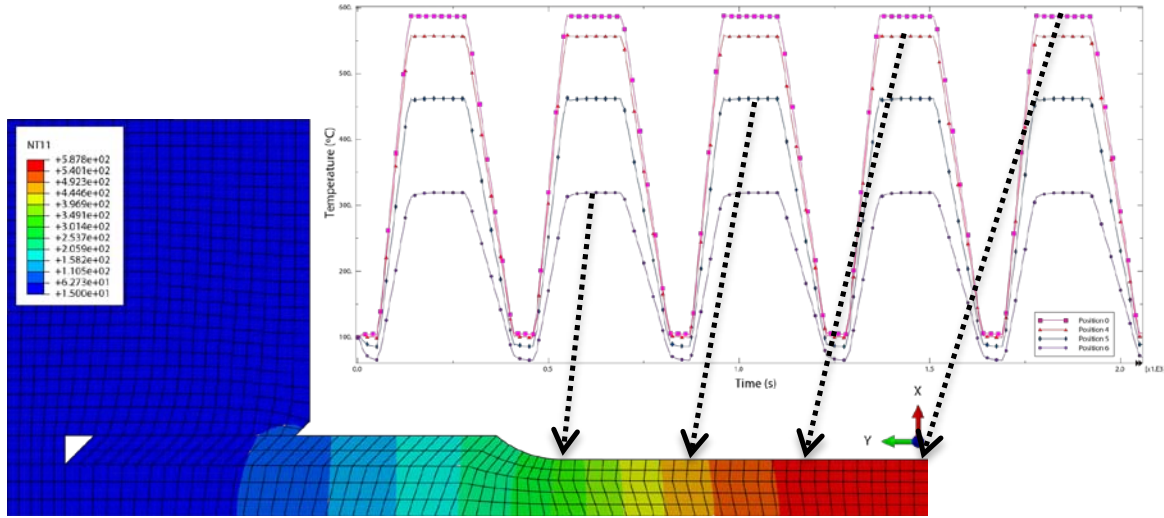 600.
500.
400.
300.
200.
100.
Temperature (°C)
0.0
0.5
1.0
1.5
2.0
[x1.E3]
Time (s)
Position 0
Position 4
Position 5
Position 6
NT11
+5.878e+02
+5.401e+02
+4.923e+02
+4.446e+02
+3.969e+02
+3.491e+02
+3.014e+02
+2.537e+02
+2.059e+02
+1.582e+02
+1.105e+02
+6.273e+01
+1.500e+01
X
Y